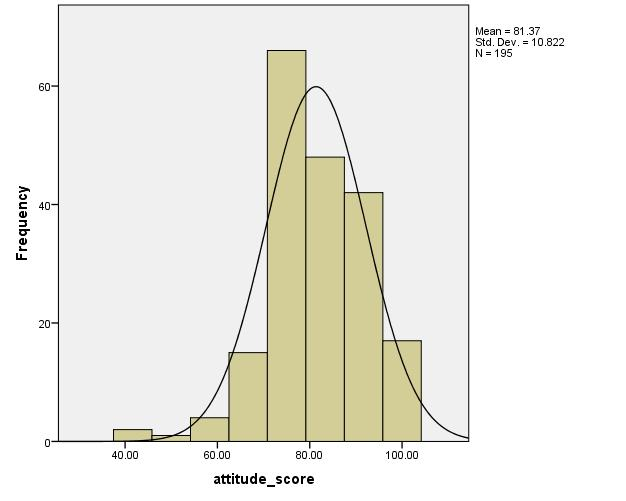 Mean = 81.37
Std. Dev. = 10.822
N = 195
Frequency
60
40
20
0
40.00 60.00 80.00 100.00
attitude_score